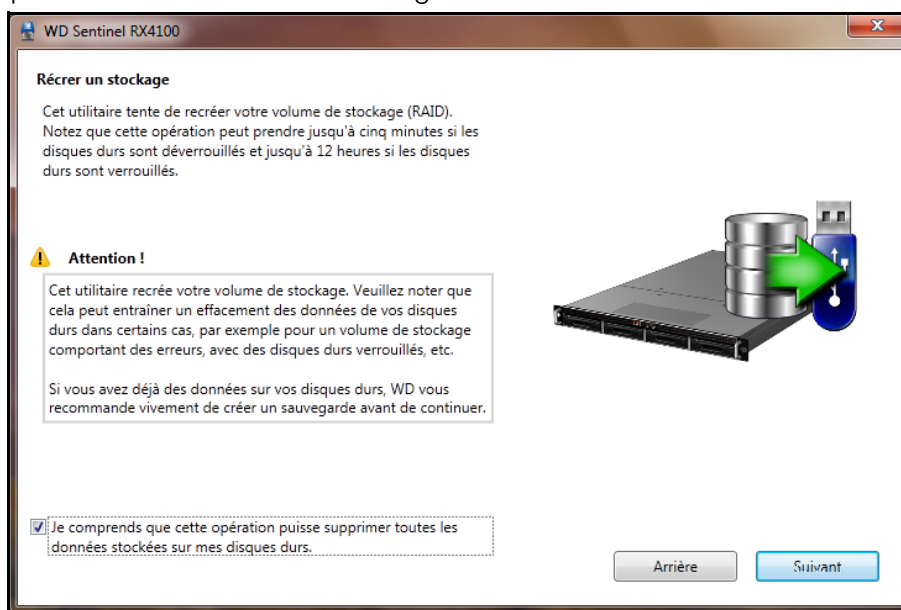 WD Sentinel RX4100
Récrer un stockage
Cet utilitaire tente de recréer votre volume de stockage (RAID).
Notez que cette opération peut prendre jusqu'à cinq minutes si les
disques durs sont déverrouillés et jusqu'à 12 heures si les disques
durs sont verrouillés.
Attention !
Cet utilitaire recrée votre volume de stockage. Veuillez noter que
cela peut entraîner un effacement des données de vos disques
durs dans certains cas, par exemple pour un volume de stockage
comportant des erreurs, avec des disques durs verrouillés, etc.
Si vous avez déjà des données sur vos disques durs, WD vous
recommande vivement de créer un sauvegarde avant de continuer.
Je comprends que cette opération puisse supprimer toutes les
données stockées sur mes disques durs.
Arrière
Suivant